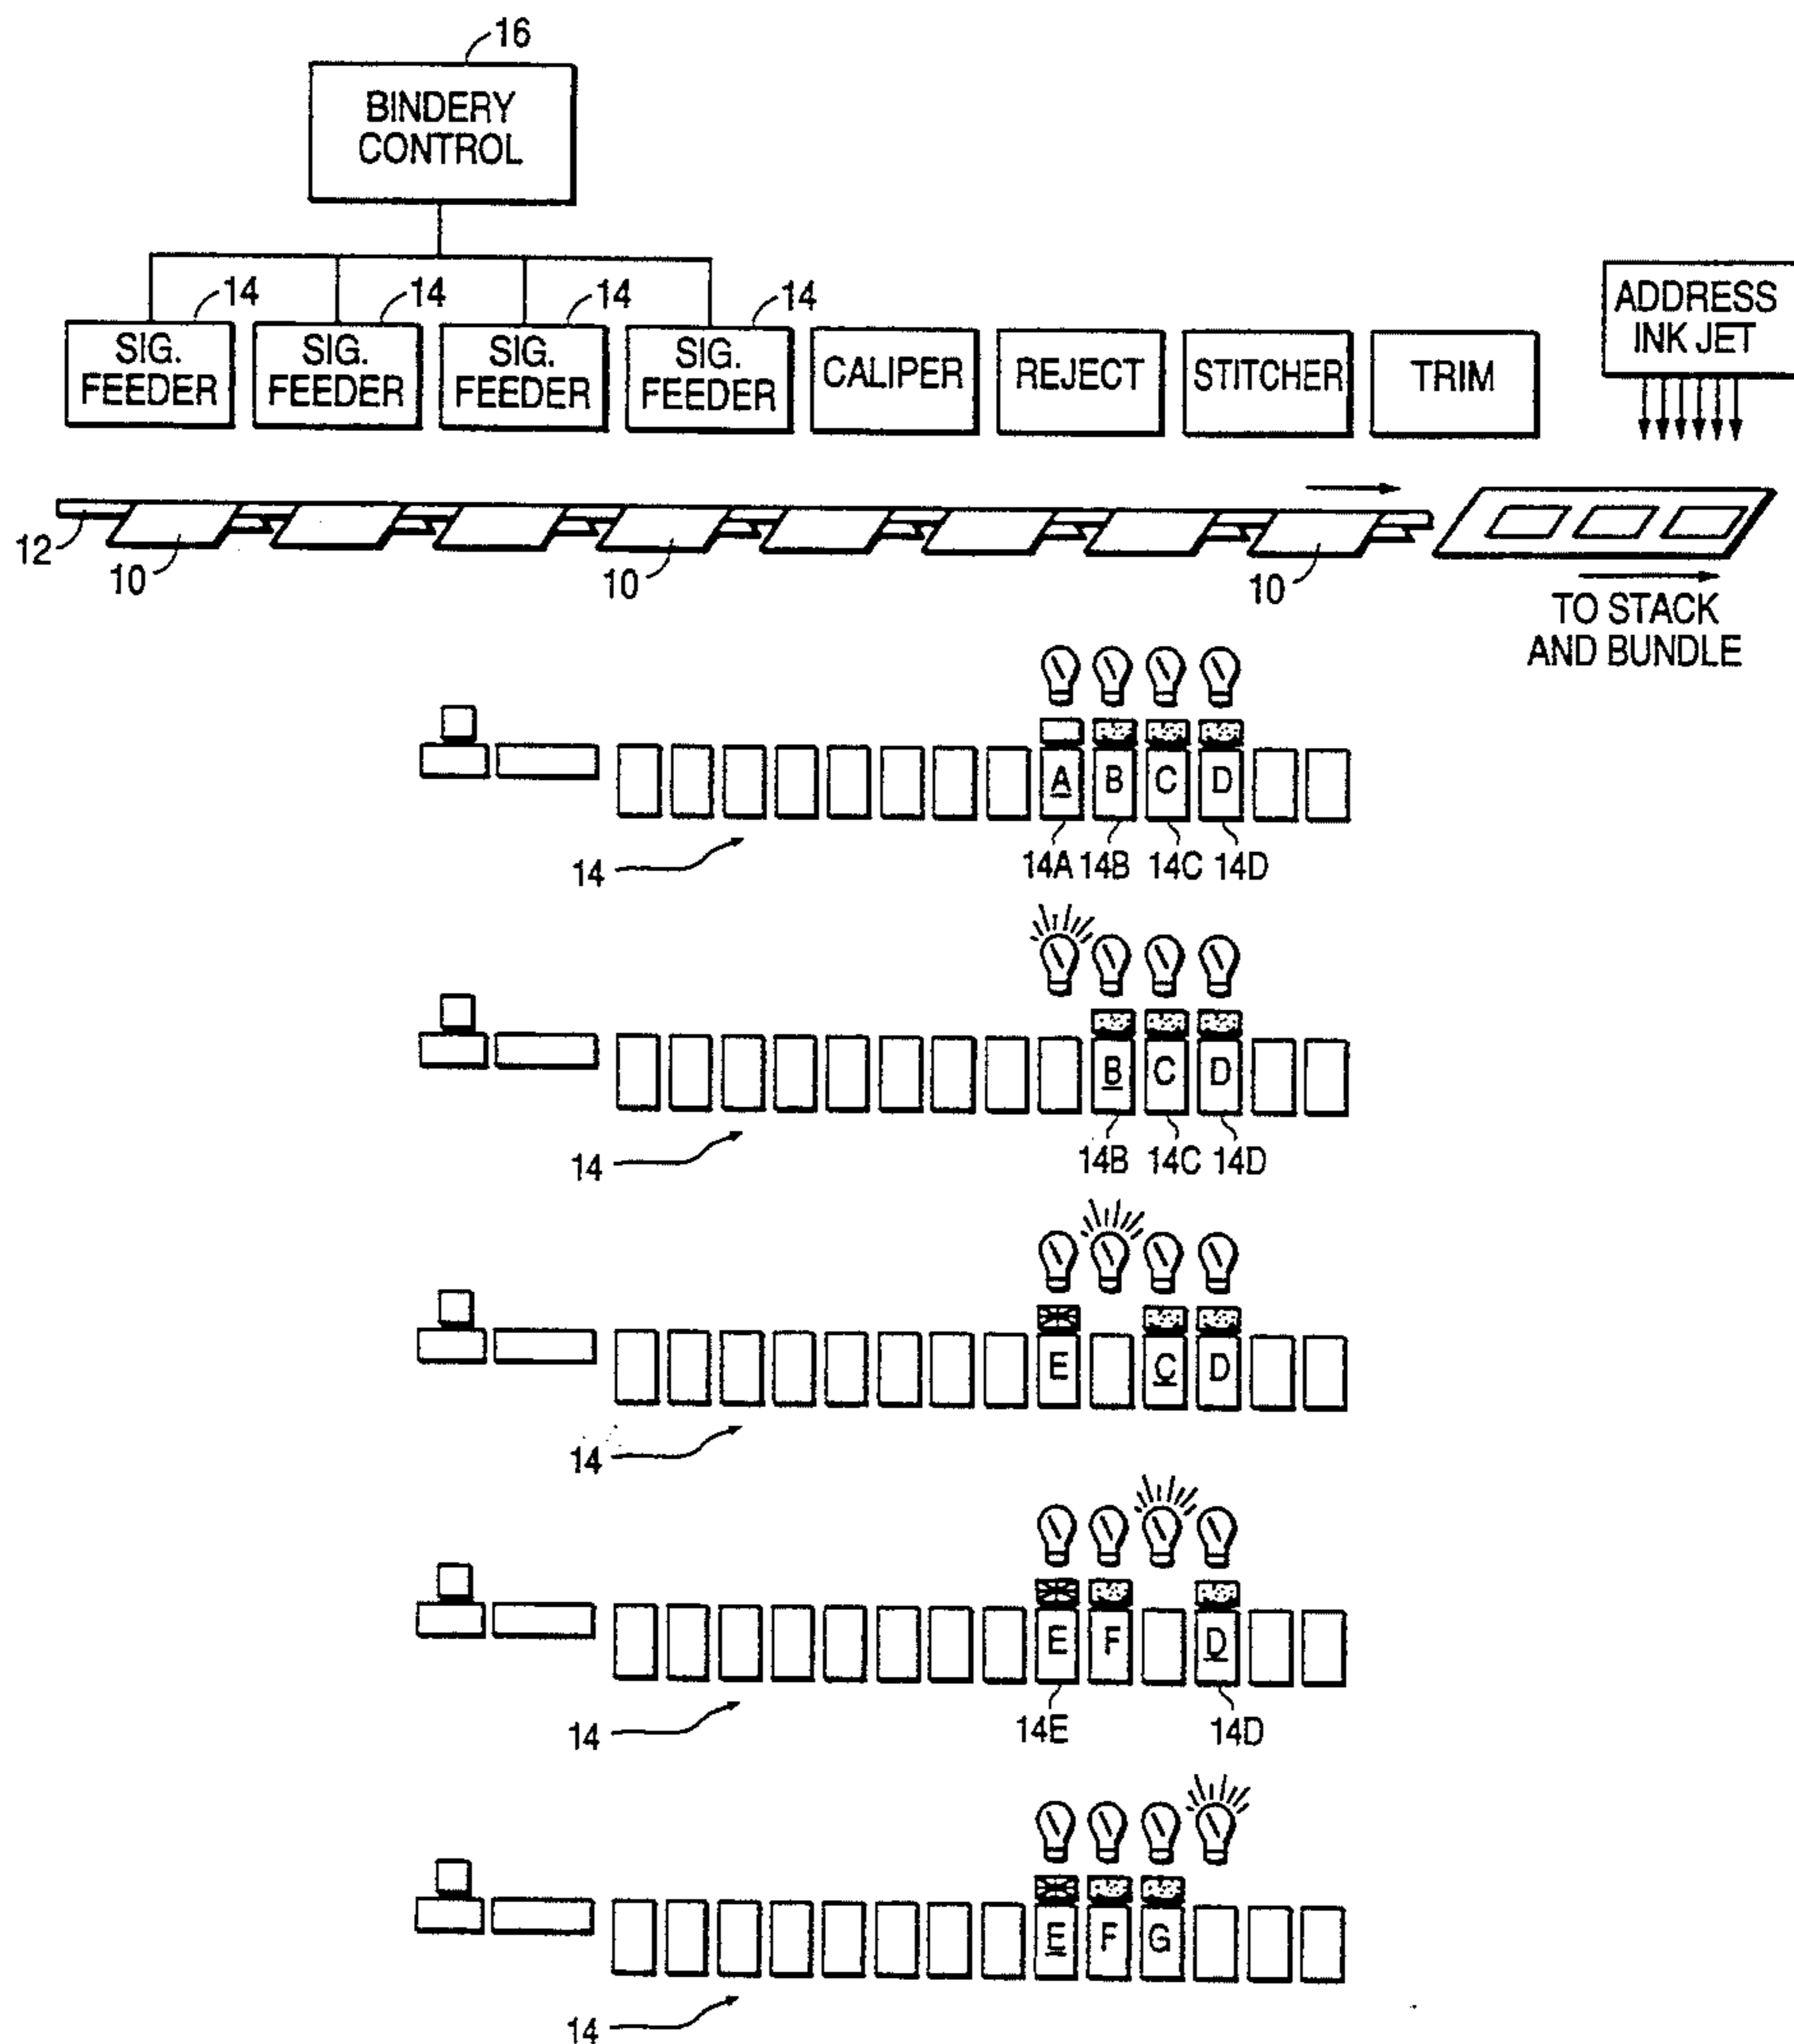 16
BINDERY
CONTROL
14 14 14 14
SIG.
FEEDER
SIG.
FEEDER
SIG.
FEEDER
SIG.
FEEDER
CALIPER
REJECT
STITCHER
TRIM
ADDRESS
INK JET
12
10
10
10
TO STACK
AND BUNDLE
A B C D
14 14A 14B 14C 14D
B C D
14 14B 14C 14D
E C D
14
E F D
14 14E 14D
E F G
14